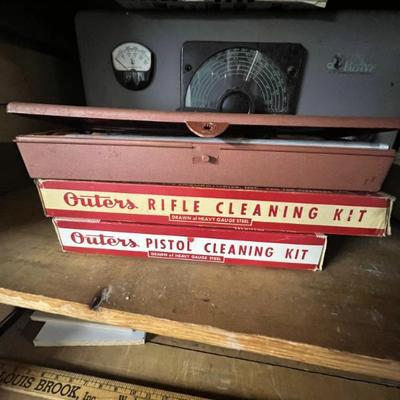 Outers RIFLE CLEANING KIT
DRAWN of HEAVY GAUGE STEEL
Outers PISTOL CLEANING KIT
DRAWN of HEAVY GAUGE STEEL
LOUIS BROOK, Inc.